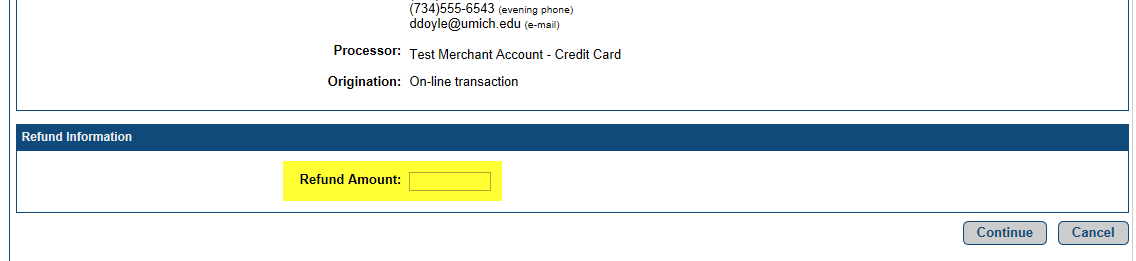 (734)555-6543 (evening phone)
ddoyle@umich.edu (e-mail)
Processor: Test Merchant Account - Credit Card
Origination: On-line transaction
Refund Information
Refund Amount:
Continue Cancel